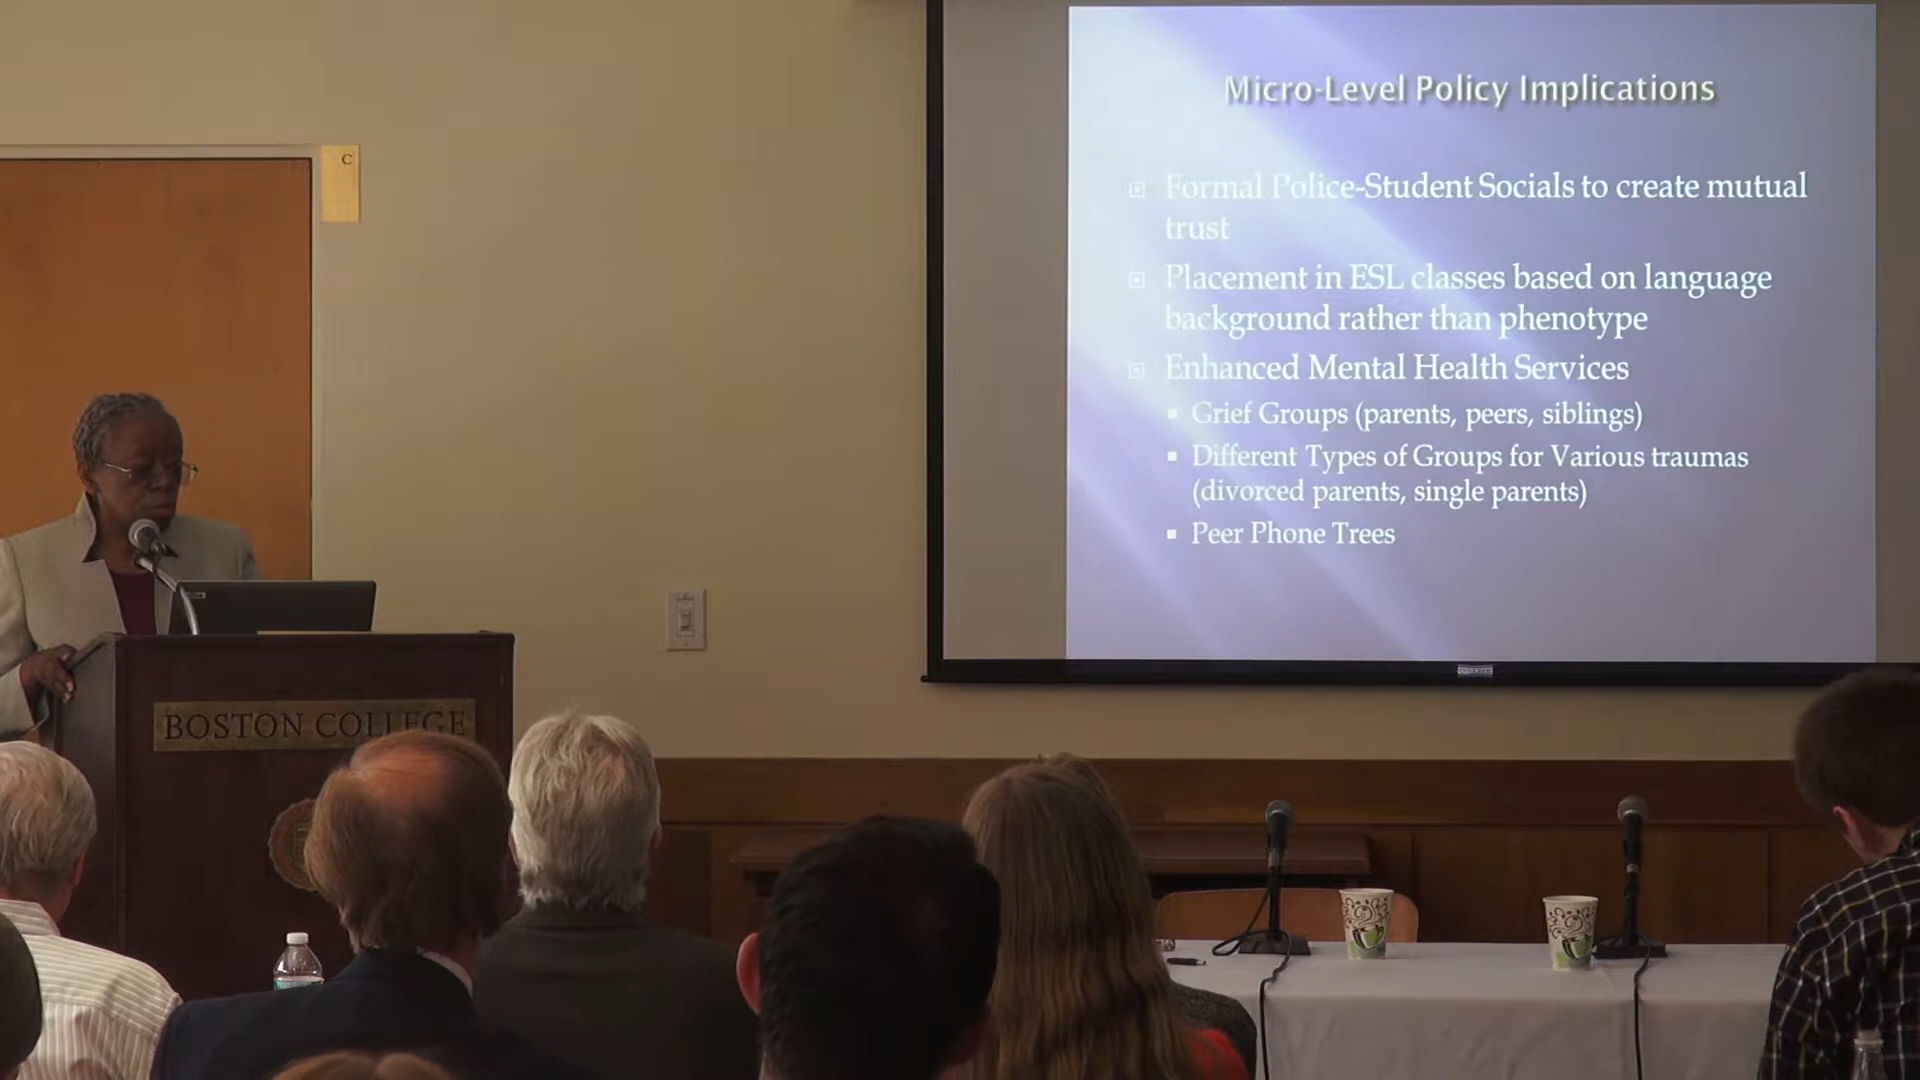 C
Micro-Level Policy Implications
Formal Police-Student Socials to create mutual
trust
Placement in ESL classes based on language
background rather than phenotype
Enhanced Mental Health Services
Grief Groups (parents, peers, siblings)
Different Types of Groups for Various traumas
(divorced parents, single parents)
Peer Phone Trees
BOSTON COLLEGE